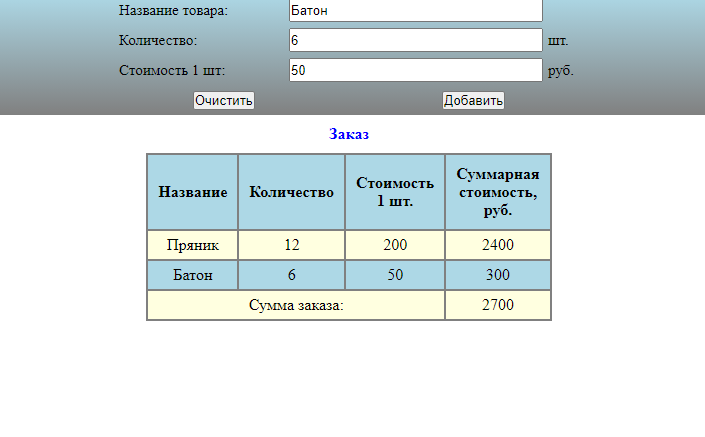 Название товара: Батон
Количество: 6 шт.
Стоимость 1 шт: 50 руб.
Очистить Добавить
Заказ
Название Количество Стоимость 1 шт. Суммарная стоимость, руб.
Пряник 12 200 2400
Батон 6 50 300
Сумма заказа: 2700